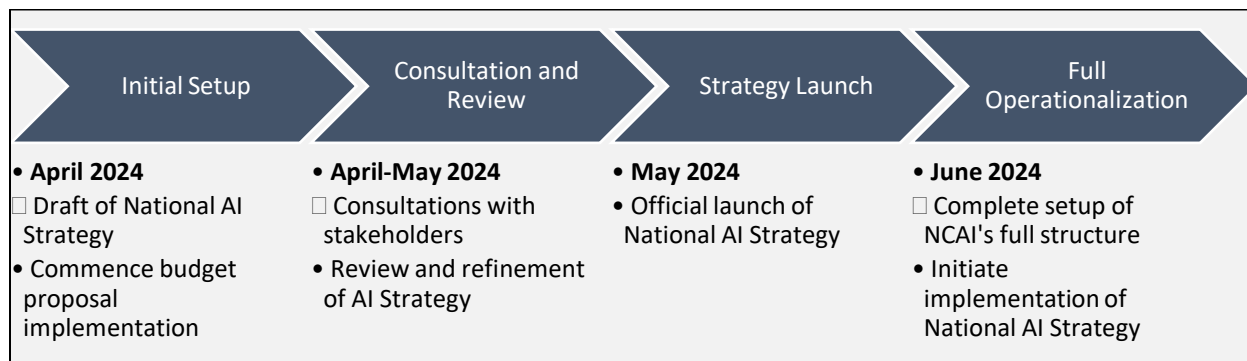 Initial Setup
Consultation and
Review
Strategy Launch
Full
Operationalization
• April 2024
□ Draft of National AI
Strategy
• Commence budget
proposal
implementation
• April-May 2024
□ Consultations with
stakeholders
• Review and refinement
of AI Strategy
• May 2024
• Official launch of
National AI Strategy
• June 2024
□ Complete setup of
NCAI's full structure
• Initiate
implementation of
National AI Strategy